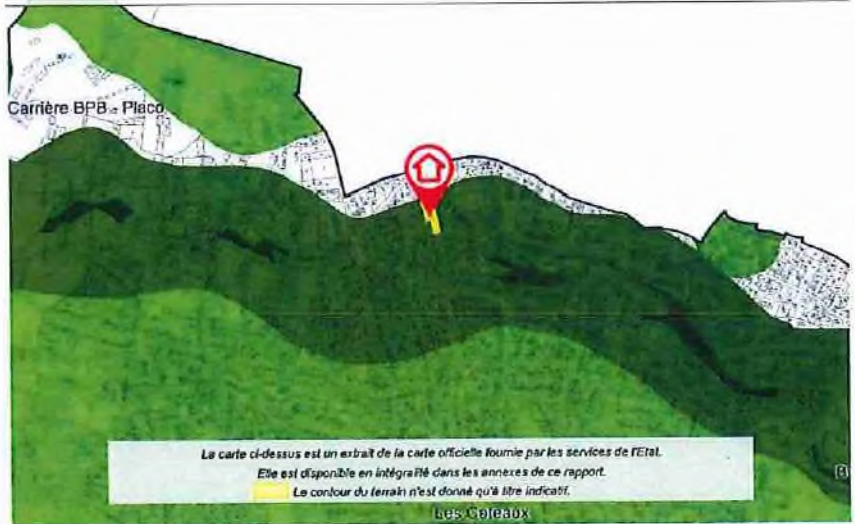 Carrière BPB - Placo
La carte ci-dessus est un extrait de la carte officielle fournie par les services de l'Etat.
Elle est disponible en intégralité dans les annexes de ce rapport.
Le contour du terrain n'est donné qu'à titre indicatif.
B
Les Coteaux